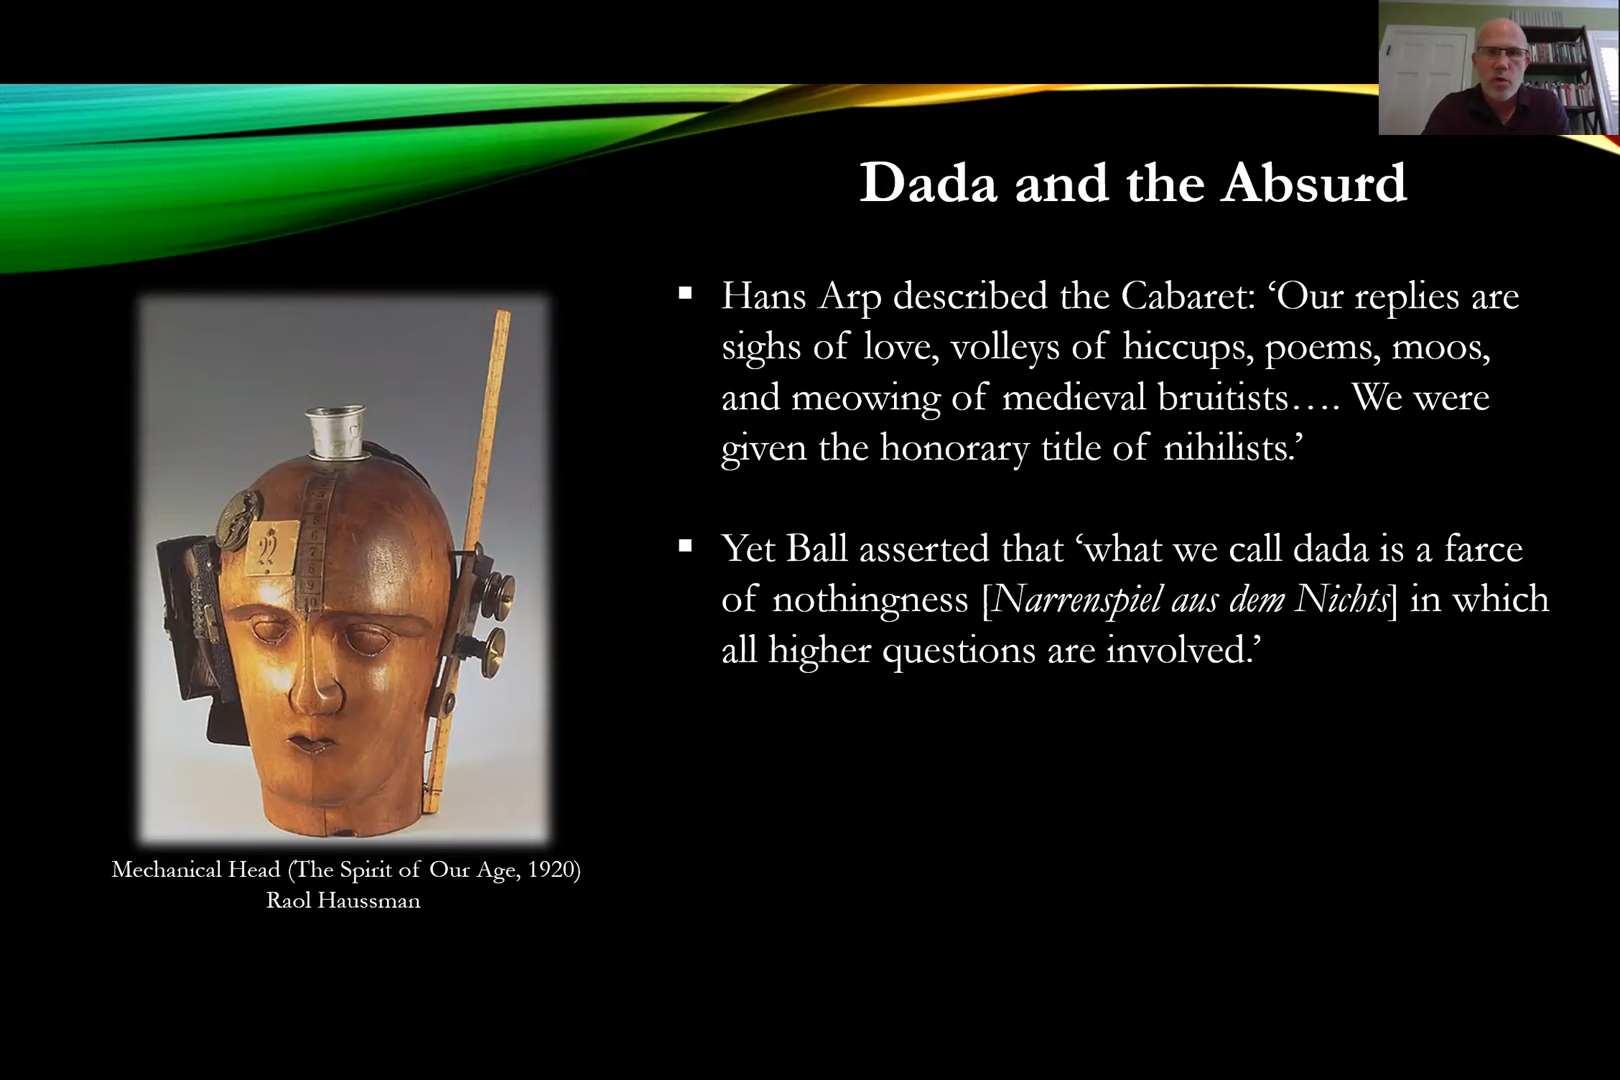 Dada and the Absurd
▪ Hans Arp described the Cabaret: ‘Our replies are
sighs of love, volleys of hiccups, poems, moos,
and meowing of medieval bruitists…. We were
given the honorary title of nihilists.’
▪ Yet Ball asserted that ‘what we call dada is a farce
of nothingness [Narrenspiel aus dem Nichts] in which
all higher questions are involved.’
22
Mechanical Head (The Spirit of Our Age, 1920)
Raol Haussman